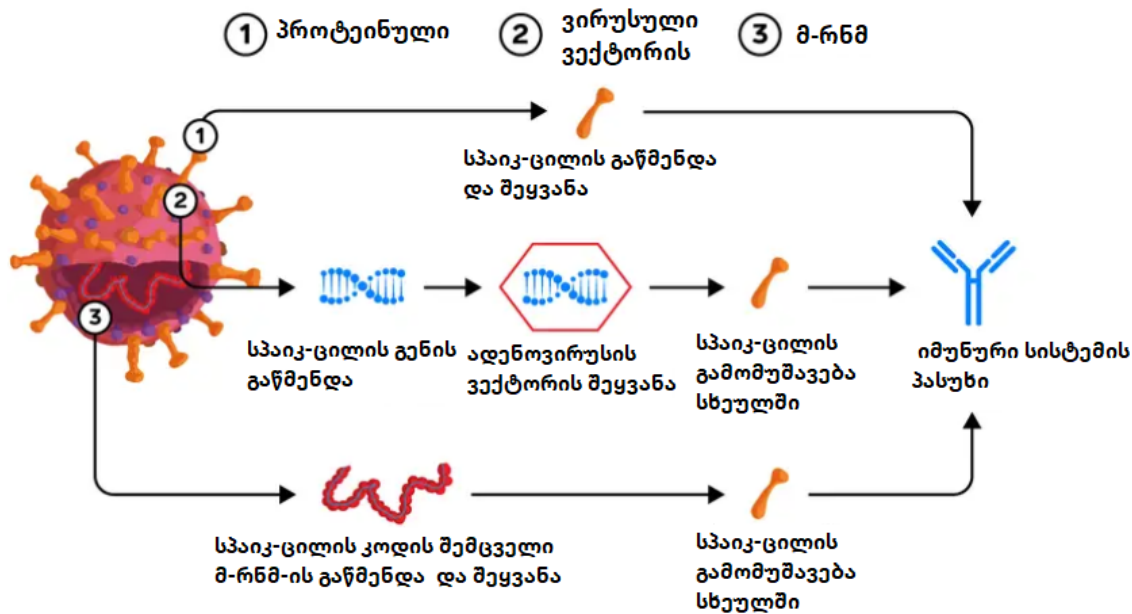 1 პროტეინული
2 ვირუსული
ვექტორის
3 მ-რნმ
1
სპაიკ-ცილის გაწმენდა
და შეყვანა
2
3
სპაიკ-ცილის გენის
გაწმენდა
ადენოვირუსის
ვექტორის შეყვანა
სპაიკ-ცილის
გამომუშავება
სხეულში
იმუნური სისტემის
პასუხი
სპაიკ-ცილის კოდის შემცველი
მ-რნმ-ის გაწმენდა და შეყვანა
სპაიკ-ცილის
გამომუშავება
სხეულში